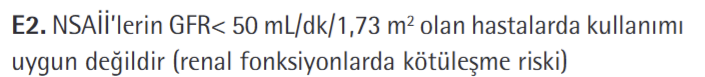 E2. NSAİİ'lerin GFR< 50 mL/dk/1,73 m² olan hastalarda kullanımı
uygun değildir (renal fonksiyonlarda kötüleşme riski)